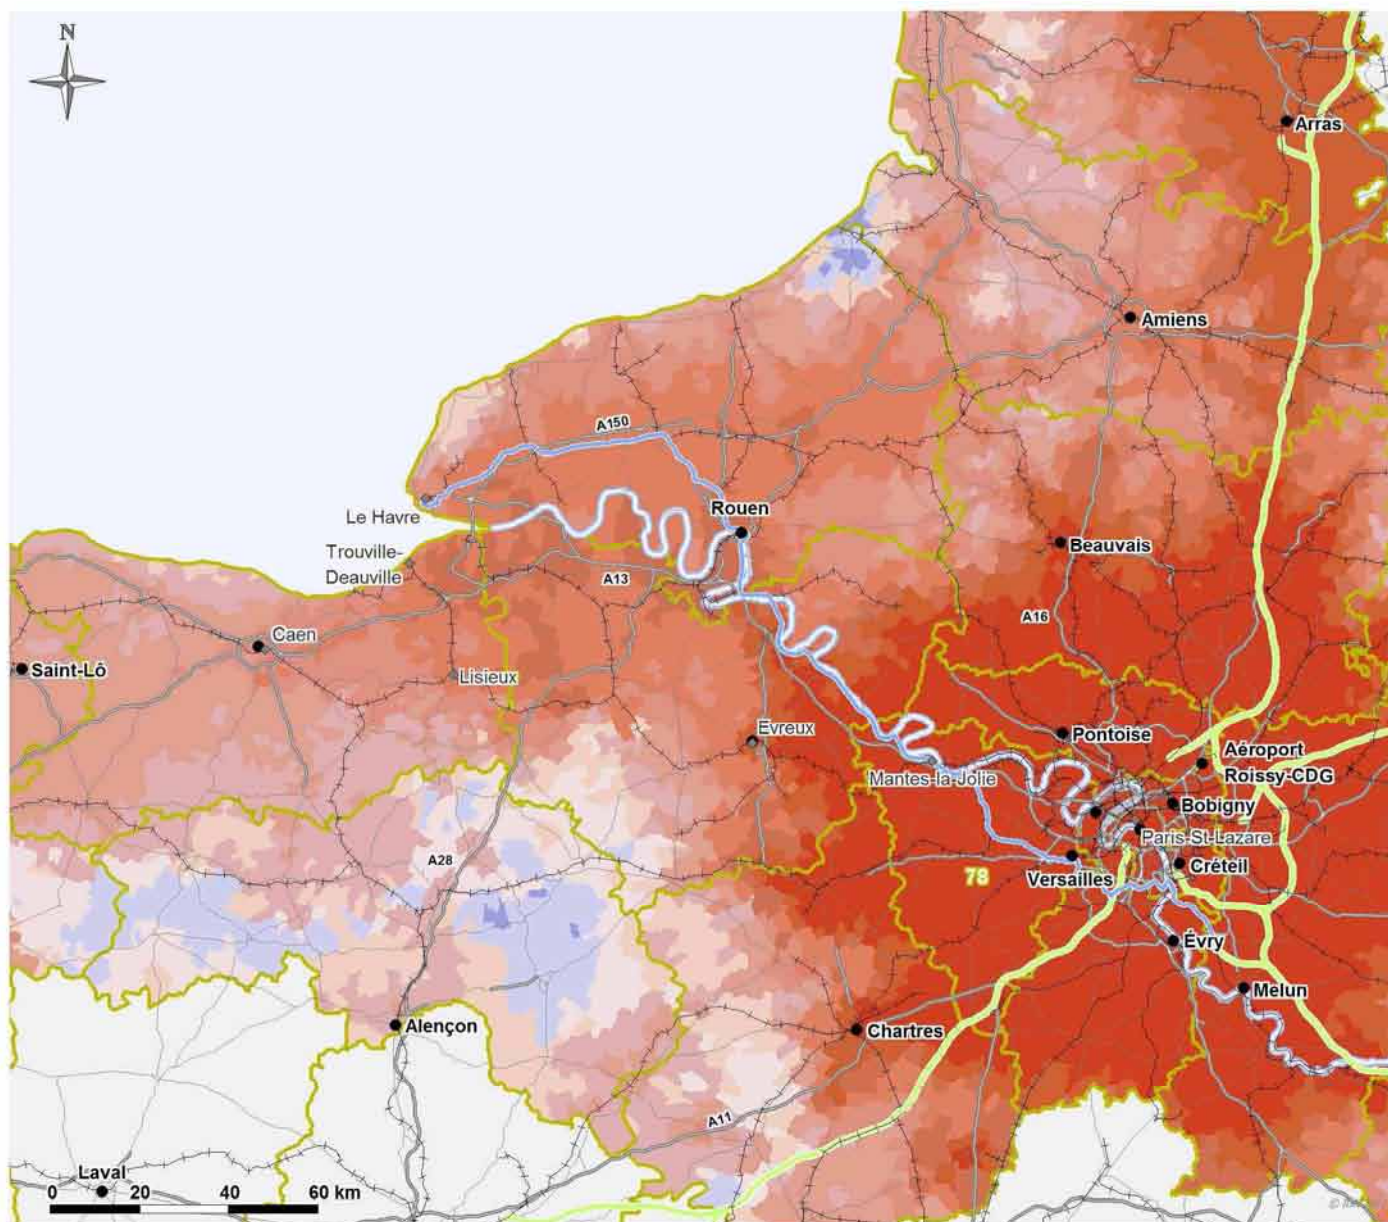 N
Arras
Amiens
A150
Le Havre
Rouen
Trouville-
Deauville
A13
Beauvais
A16
Caen
Saint-Lô
Lisieux
Evreux
Pontoise
Aéroport
Roissy-CDG
Mantes-la-Jolie
Bobigny
Paris-St-Lazare
A28
78
Versailles
Créteil
Évry
Melun
Alençon
Chartres
A11
Laval
0 20 40 60 km